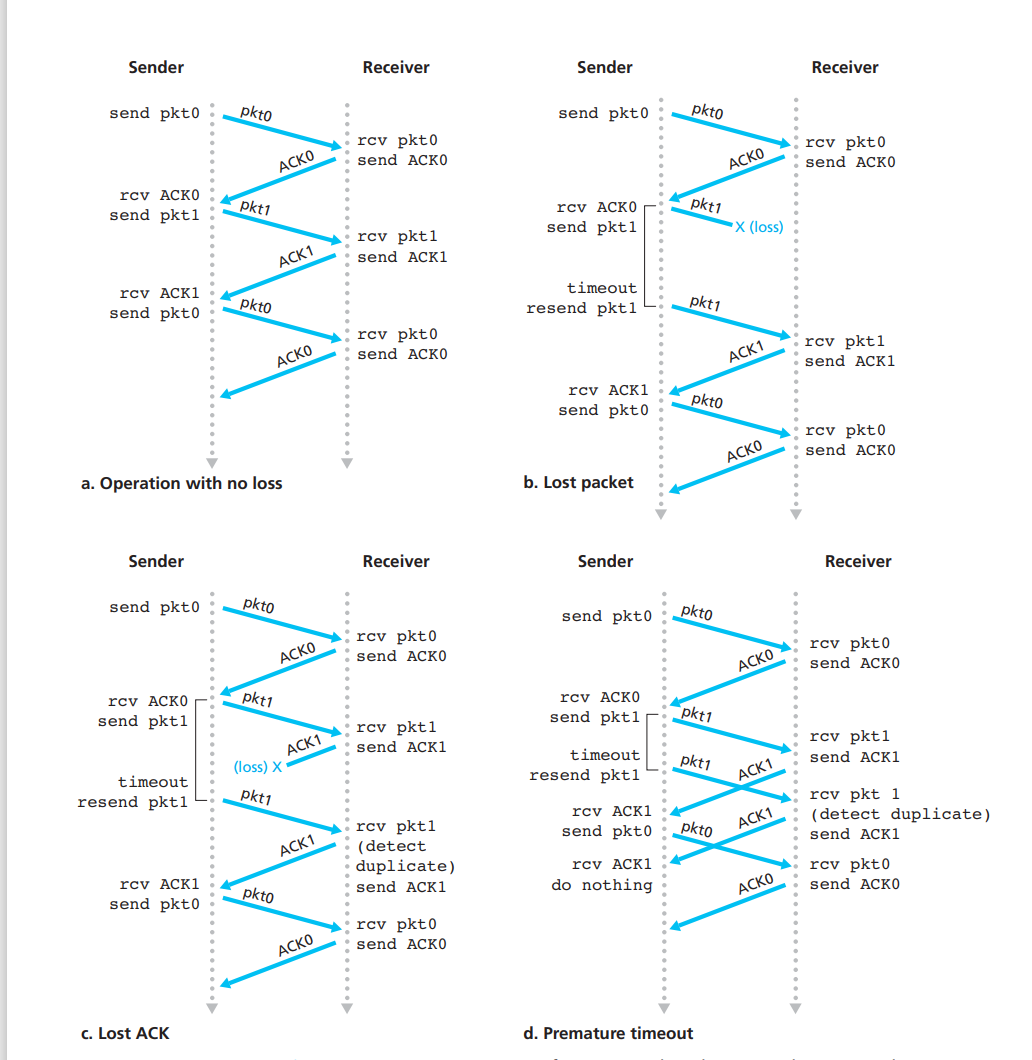 Sender Receiver
send pkt0
pkt0
rcv pkt0
send ACK0
ACK0
rcv ACK0
send pkt1
pkt1
rcv pkt1
send ACK1
ACK1
rcv ACK1
send pkt0
pkt0
rcv pkt0
send ACK0
ACK0
a. Operation with no loss
Sender Receiver
send pkt0
pkt0
rcv pkt0
send ACK0
ACK0
rcv ACK0
send pkt1
pkt1
X (loss)
timeout
resend pkt1
pkt1
rcv pkt1
send ACK1
ACK1
rcv ACK1
send pkt0
pkt0
rcv pkt0
send ACK0
ACK0
b. Lost packet
Sender Receiver
send pkt0
pkt0
rcv pkt0
send ACK0
ACK0
rcv ACK0
send pkt1
pkt1
rcv pkt1
send ACK1
ACK1
(loss) X
timeout
resend pkt1
pkt1
rcv pkt1
(detect
duplicate)
send ACK1
ACK1
rcv ACK1
send pkt0
pkt0
rcv pkt0
send ACK0
ACK0
c. Lost ACK
Sender Receiver
send pkt0
pkt0
rcv pkt0
send ACK0
ACK0
rcv ACK0
send pkt1
pkt1
rcv pkt1
send ACK1
timeout
resend pkt1
pkt1
ACK1
rcv pkt 1
(detect duplicate)
send ACK1
rcv ACK1
send pkt0
pkt0
ACK1
rcv ACK1
do nothing
rcv pkt0
send ACK0
ACK0
d. Premature timeout